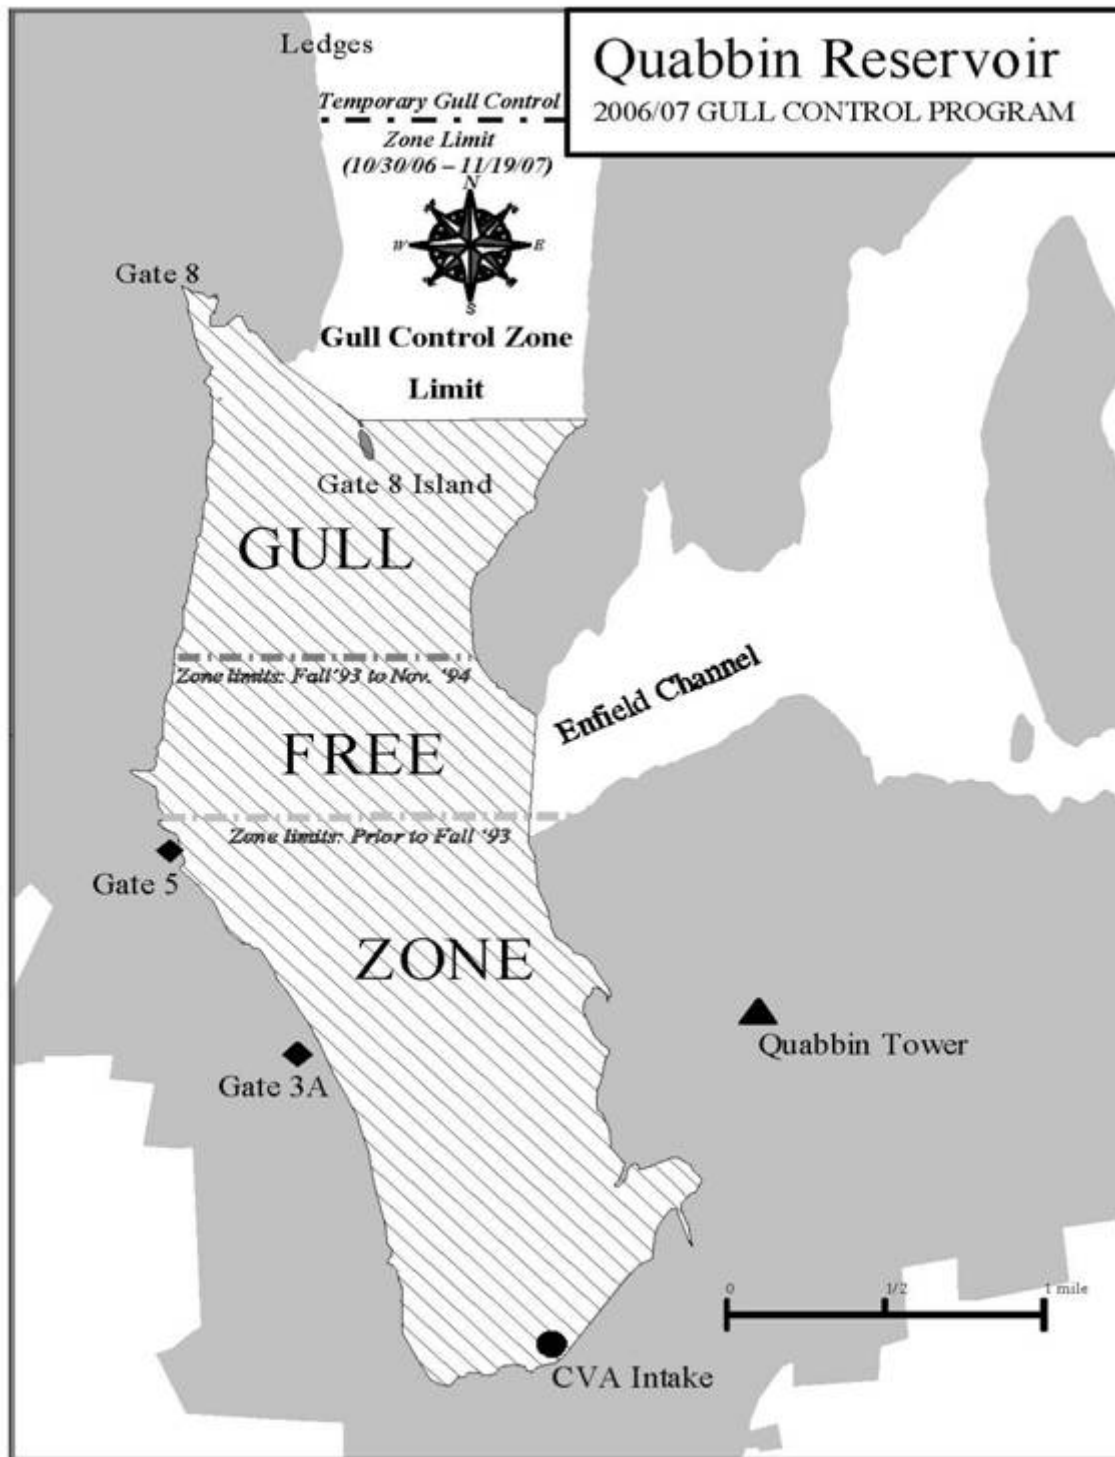 Quabbin Reservoir
2006/07 GULL CONTROL PROGRAM
Ledges
Temporary Gull Control
Zone Limit
(10/30/06 – 11/19/07)
N
W
E
S
Gate 8
Gull Control Zone
Limit
Gate 8 Island
GULL
Zone limits: Fall '93 to Nov. '94
Enfield Channel
FREE
Zone limits: Prior to Fall '93
Gate 5
ZONE
Quabbin Tower
Gate 3A
0 1/2 1 mile
CVA Intake